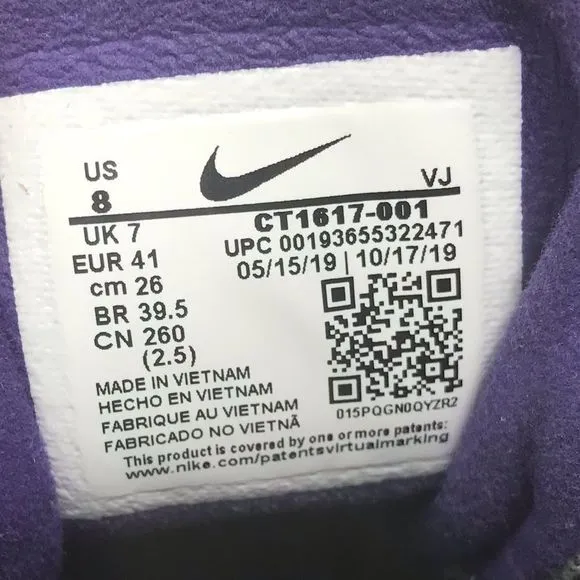 US
8
VJ
CT1617-001
UK 7
UPC 00193655322471
EUR 41
05/15/19 | 10/17/19
cm 26
BR 39.5
CN 260
(2.5)
MADE IN VIETNAM
HECHO EN VIETNAM
FABRIQUE AU VIETNAM
FABRICADO NO VIETNÃ
015PQGN0QYZR2
This product is covered by one or more patents:
www.nike.com/patentsvirtualmarking